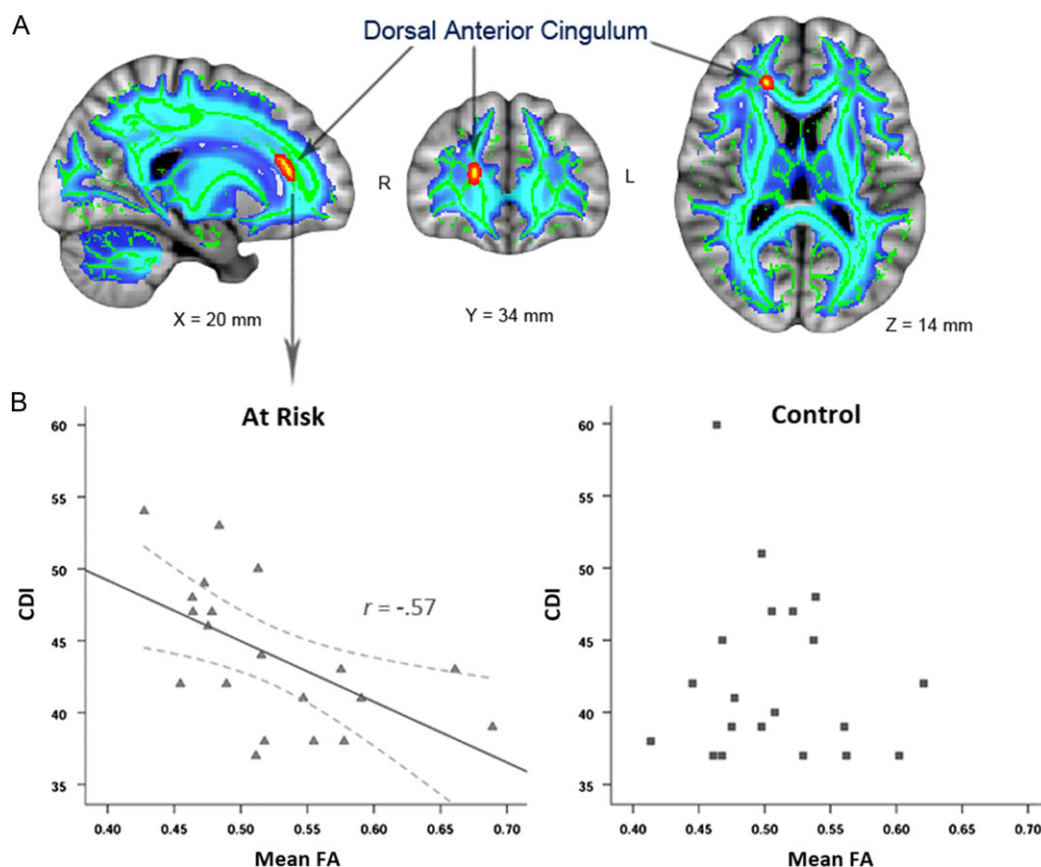 A
Dorsal Anterior Cingulum
R
L
X = 20 mm
Y = 34 mm
Z = 14 mm
B
At Risk
Control
60
55
50
45
40
35
CDI
r = -.57
0.40 0.45 0.50 0.55 0.60 0.65 0.70
Mean FA
60
55
50
45
40
35
CDI
0.40 0.45 0.50 0.55 0.60 0.65 0.70
Mean FA